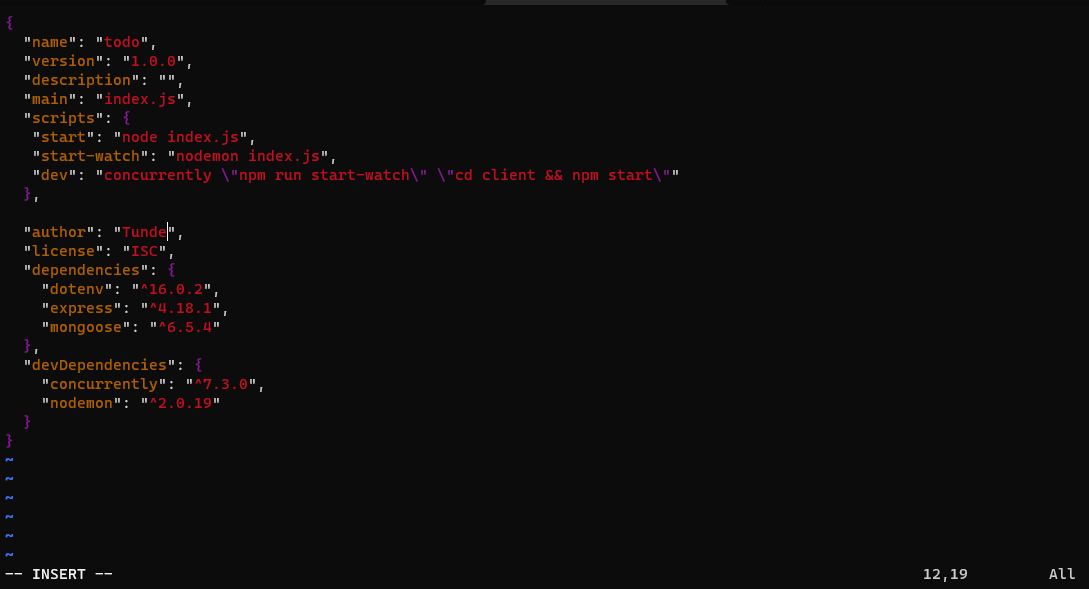 {
  "name": "todo",
  "version": "1.0.0",
  "description": "",
  "main": "index.js",
  "scripts": {
   "start": "node index.js",
   "start-watch": "nodemon index.js",
   "dev": "concurrently \"npm run start-watch\" \"cd client && npm start\""
  },

  "author": "Tunde",
  "license": "ISC",
  "dependencies": {
    "dotenv": "^16.0.2",
    "express": "^4.18.1",
    "mongoose": "^6.5.4"
  },
  "devDependencies": {
    "concurrently": "^7.3.0",
    "nodemon": "^2.0.19"
  }
}
~
~
~
~
~
~
-- INSERT -- 12,19 All